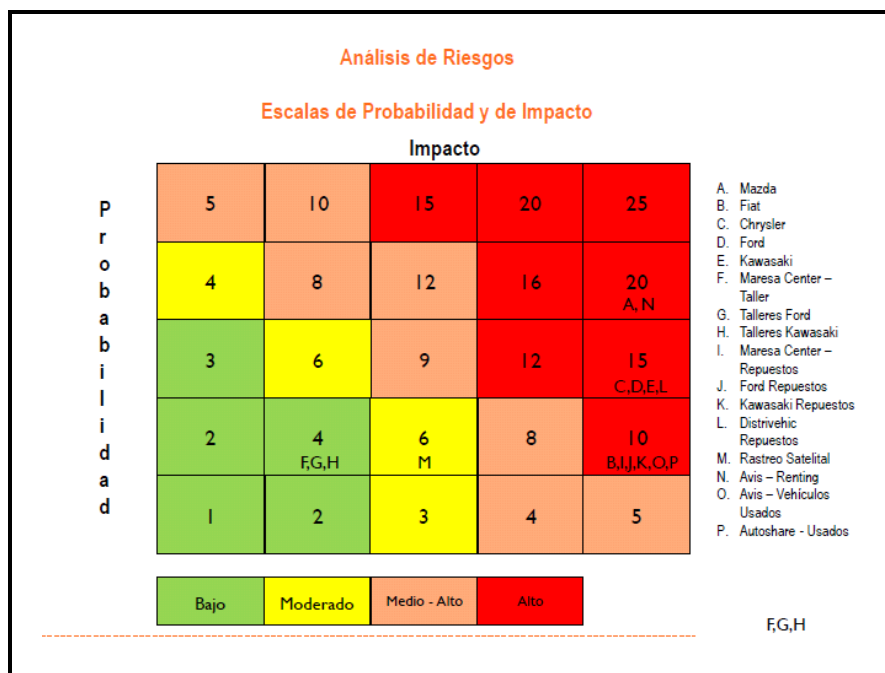 Análisis de Riesgos
Escalas de Probabilidad y de Impacto
Impacto
Probabilidad
5 10 15 20 25
4 8 12 16 20
A, N
3 6 9 12 15
C,D,E,L
2 4 6 8 10
F,G,H M B,I,J,K,O,P
1 2 3 4 5
Bajo Moderado Medio - Alto Alto
A. Mazda
B. Fiat
C. Chrysler
D. Ford
E. Kawasaki
F. Maresa Center –
Taller
G. Talleres Ford
H. Talleres Kawasaki
I. Maresa Center –
Repuestos
J. Ford Repuestos
K. Kawasaki Repuestos
L. Distrivehic
Repuestos
M. Rastreo Satelital
N. Avis – Renting
O. Avis – Vehículos
Usados
P. Autoshare - Usados
F,G,H